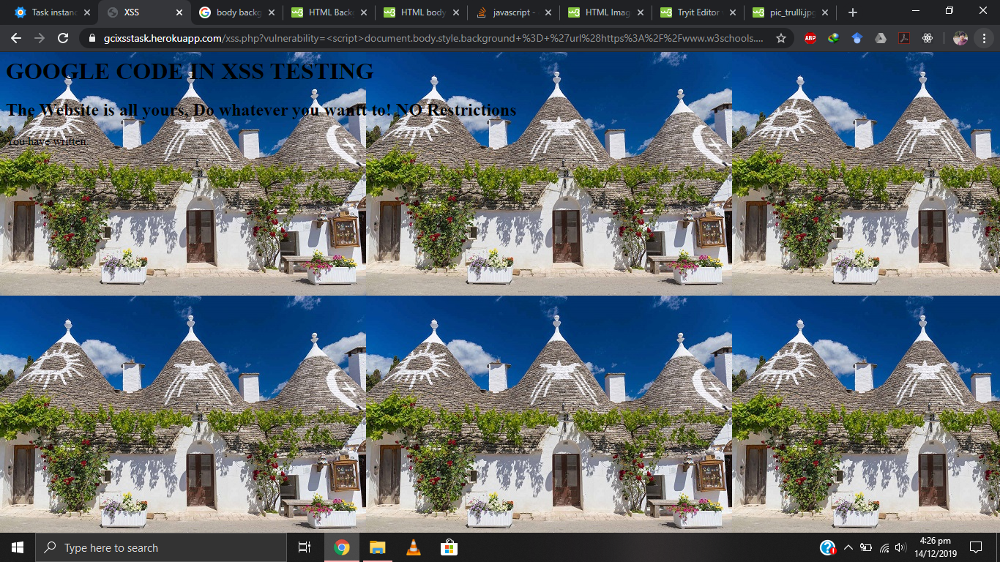 Task instanc
XSS
body backg
HTML Back
HTML body
javascript -
HTML Imag
Tryit Editor
pic_trulli.jpg
gcixsstask.herokuapp.com/xss.php?vulnerability=<script>document.body.style.background+%3D+%27url%28https%3A%2F%2Fwww.w3schools....
ABP
GOOGLE CODE IN XSS TESTING
The Website is all yours, Do whatever you wantt to! NO Restrictions
You have written
Type here to search
4:26 pm
14/12/2019